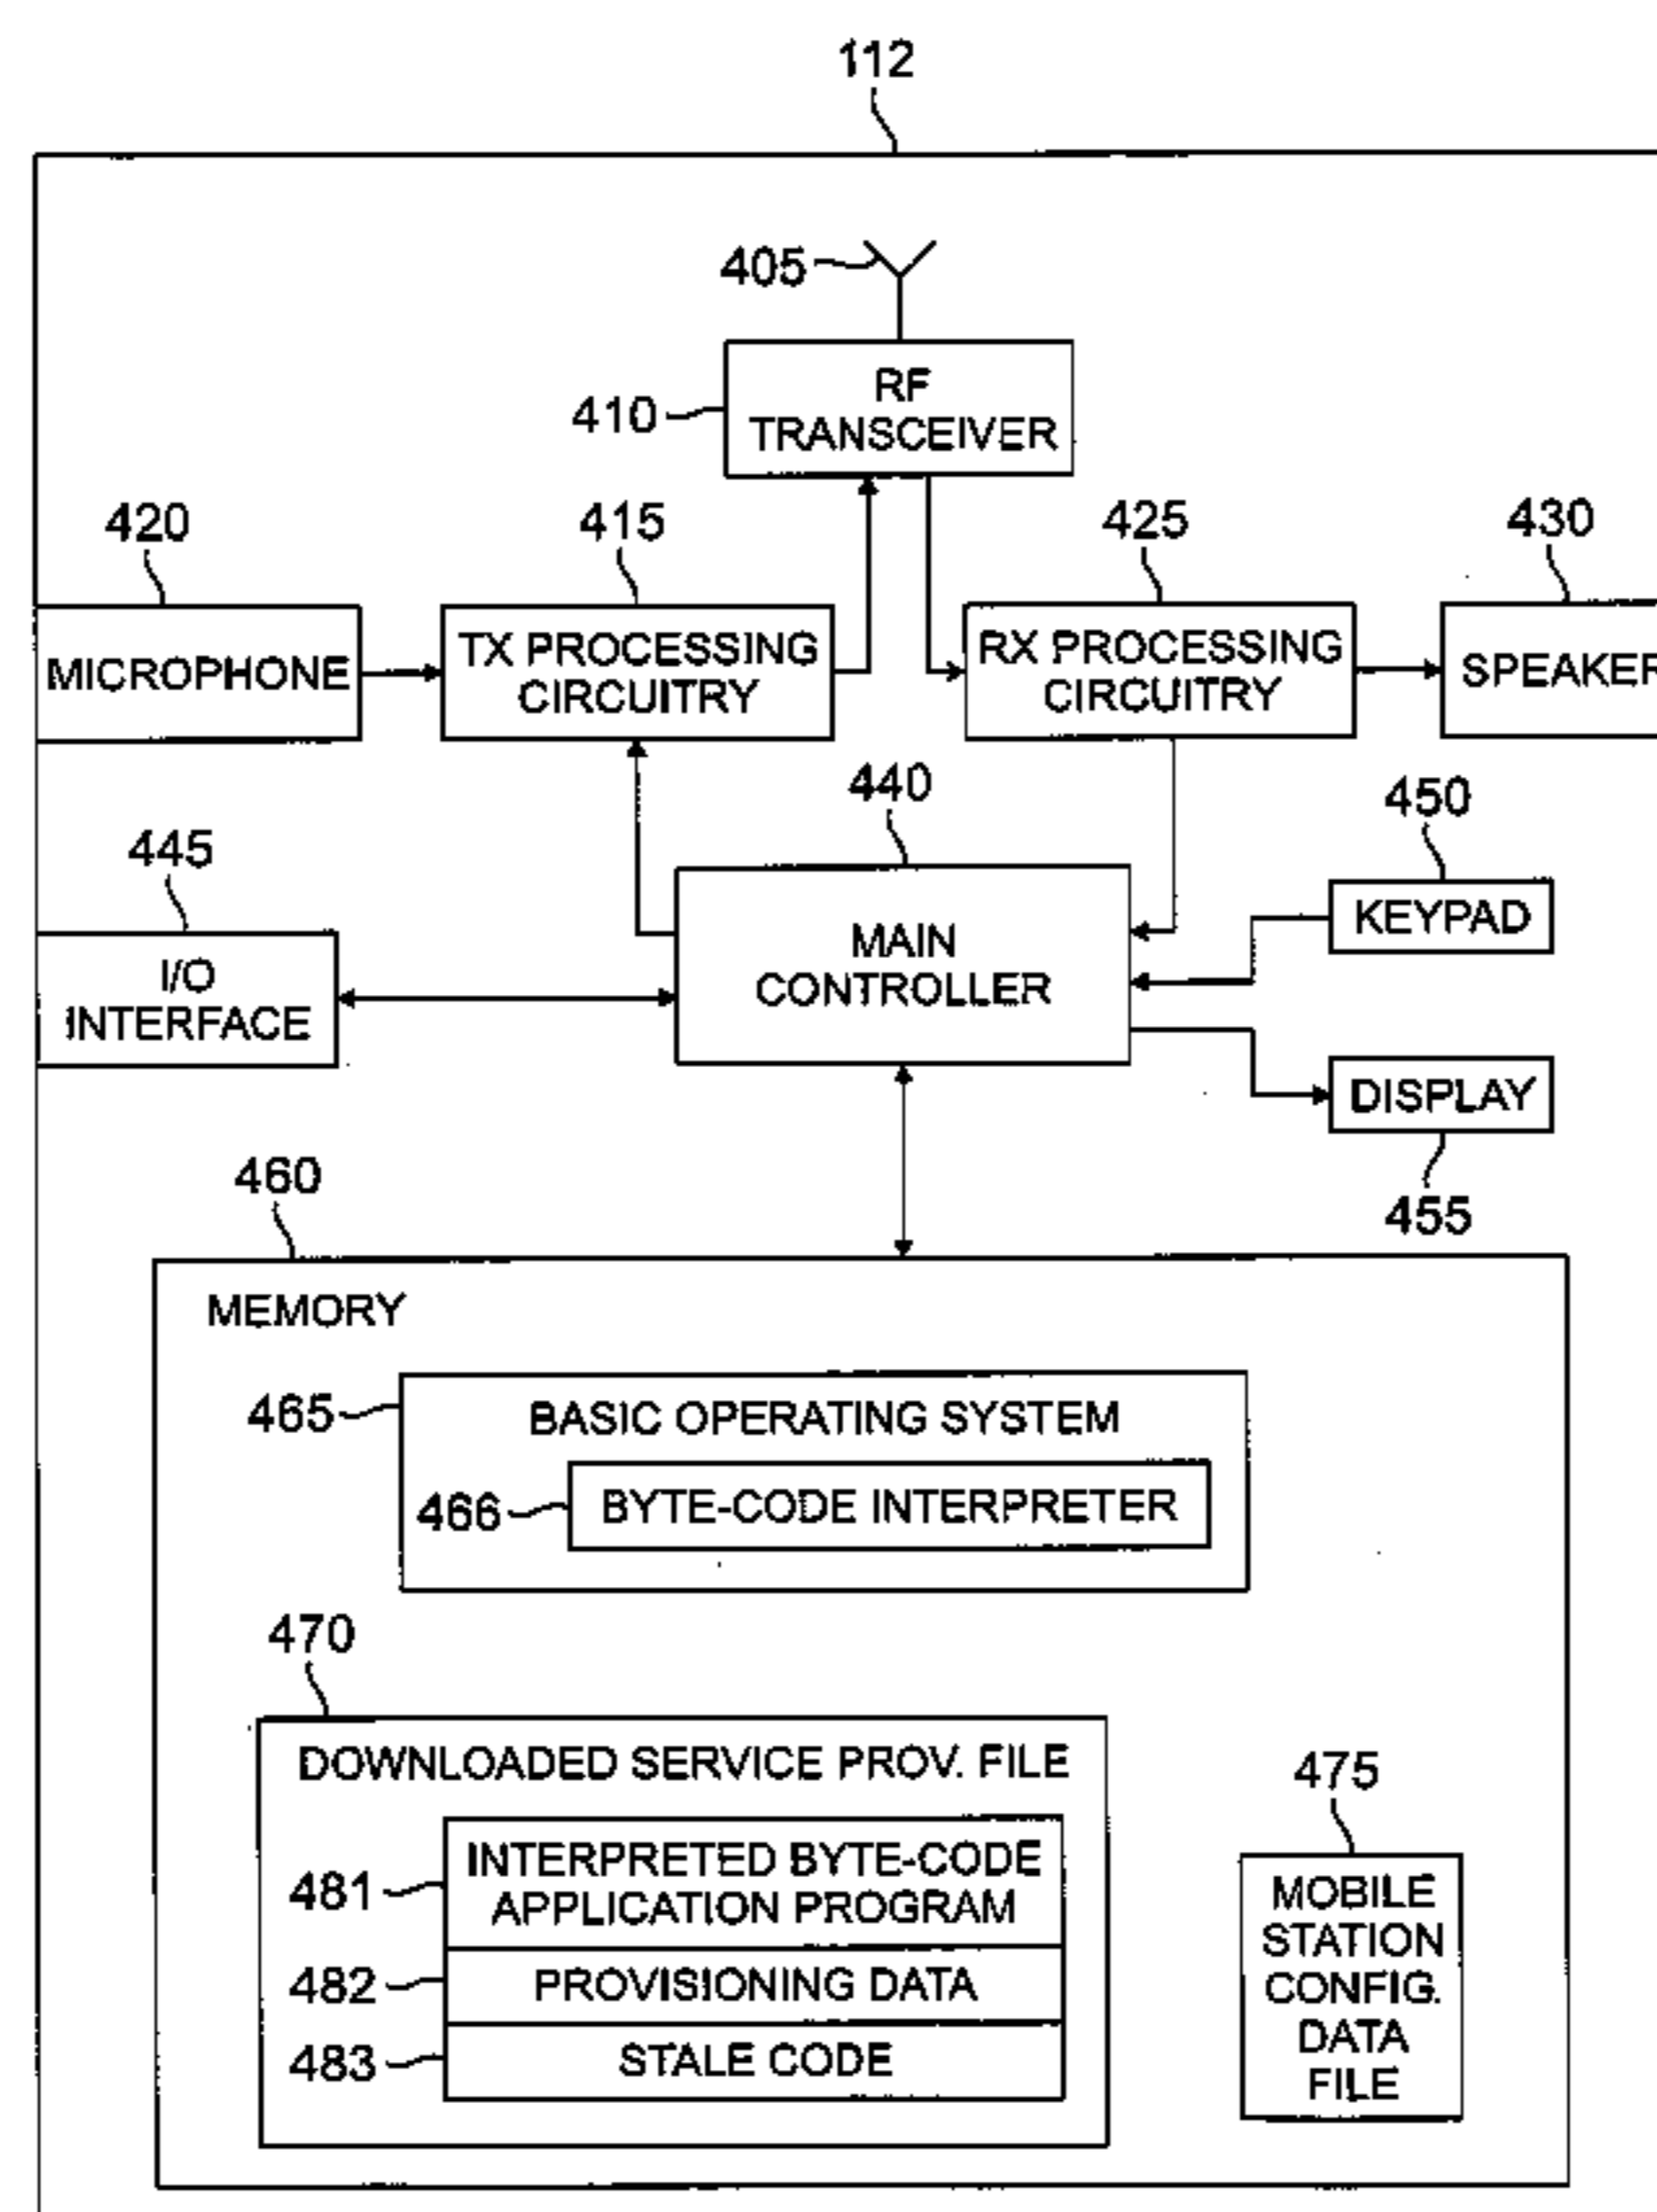 112
405
RF
TRANSCEIVER
410
420
415
425
430
MICROPHONE
TX PROCESSING
CIRCUITRY
RX PROCESSING
CIRCUITRY
SPEAKER
440
450
445
KEYPAD
I/O
INTERFACE
MAIN
CONTROLLER
DISPLAY
455
460
MEMORY
465
BASIC OPERATING SYSTEM
466
BYTE-CODE INTERPRETER
470
DOWNLOADED SERVICE PROV. FILE
475
481
INTERPRETED BYTE-CODE
APPLICATION PROGRAM
482
PROVISIONING DATA
483
STALE CODE
MOBILE
STATION
CONFIG.
DATA
FILE